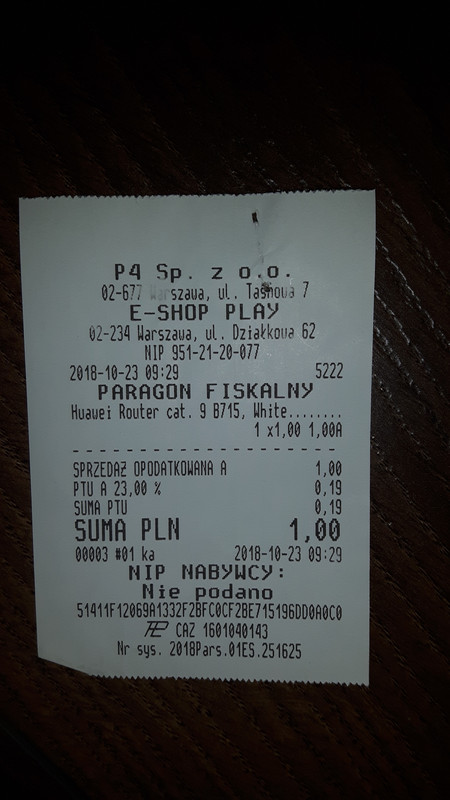 P4 Sp. z o.o.
02-677 Warszawa, ul. Taśmowa 7
E-SHOP PLAY
02-234 Warszawa, ul. Działkowa 62
NIP 951-21-20-077
2018-10-23 09:29 5222
PARAGON FISKALNY
Huawei Router cat. 9 B715, White........
1 x1,00 1,00A
- - - - - - - - - - - - - - - - - - - -
SPRZEDAŻ OPODATKOWANA A 1,00
PTU A 23,00 % 0,19
SUMA PTU 0,19
SUMA PLN 1,00
00003 #01 ka 2018-10-23 09:29
NIP NABYWCY:
Nie podano
51411F12069A1332F2BFC0CF2BE715196DD0A0C0
CAZ 1601040143
Nr sys. 2018Pars.01ES.251625